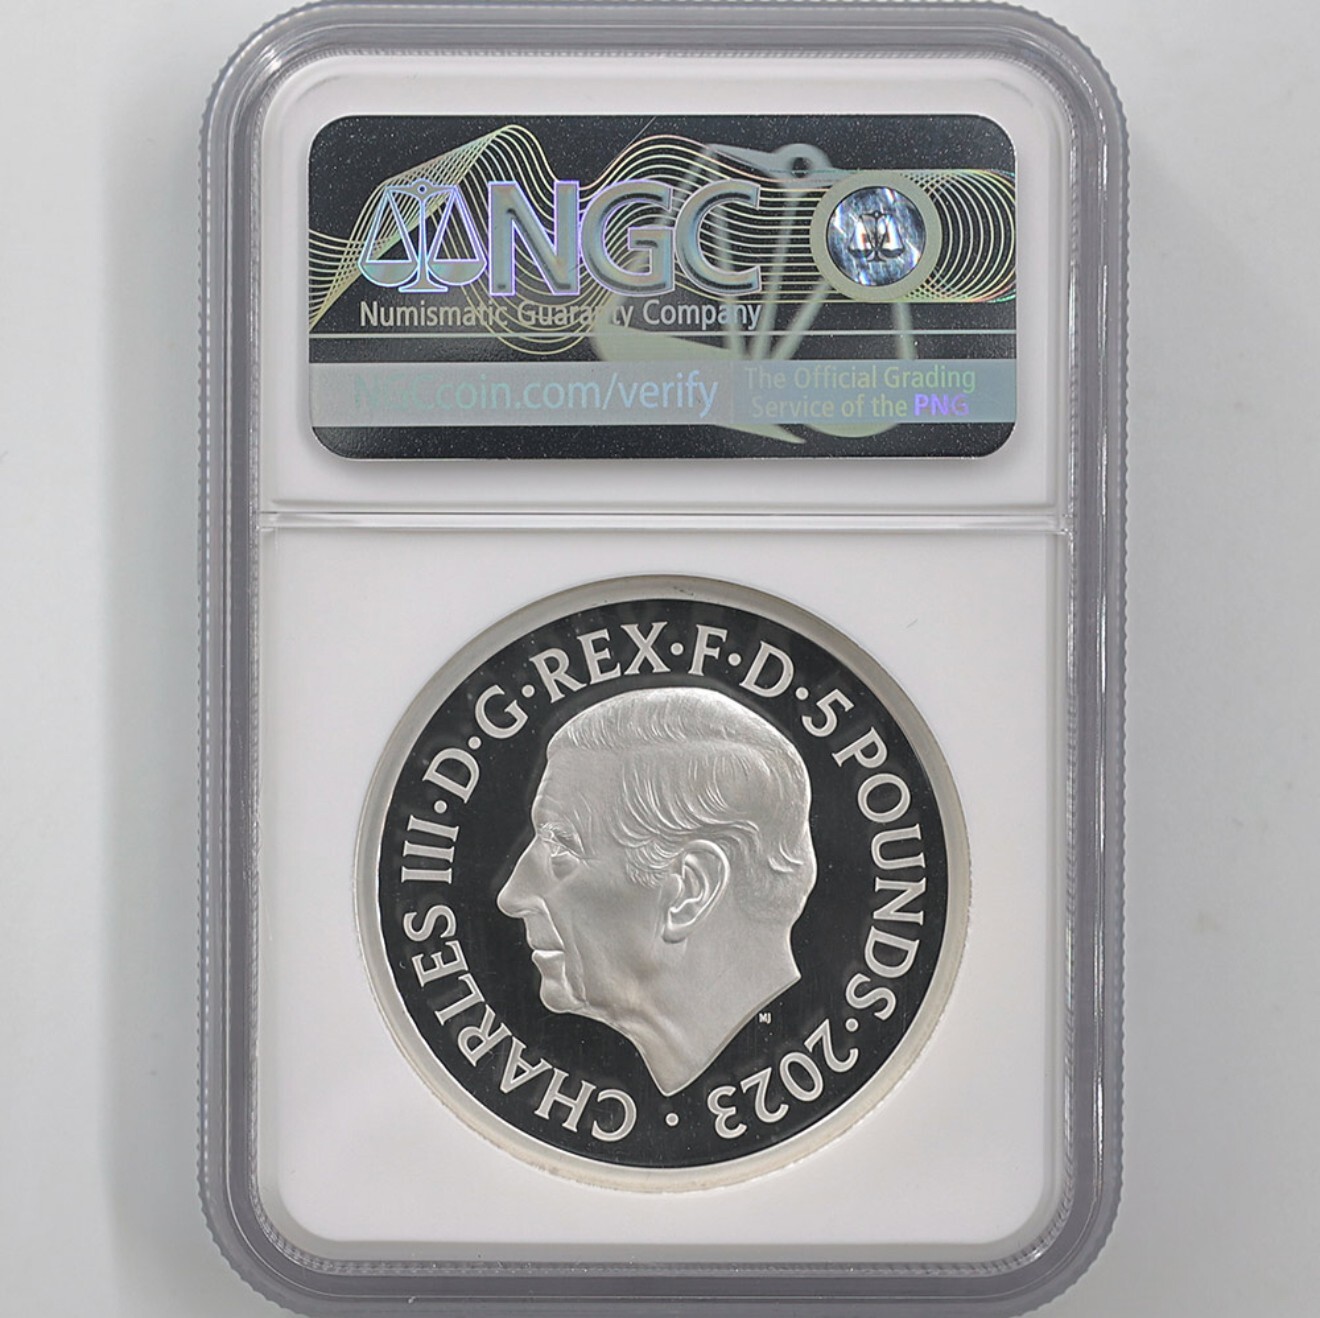 NGC
Numismatic Guaranty Company
NGCcoin.com/verify
The Official Grading
Service of the PNG
CHARLES III·D·G·REX·F·D·5 POUNDS·2023 ·
MJ